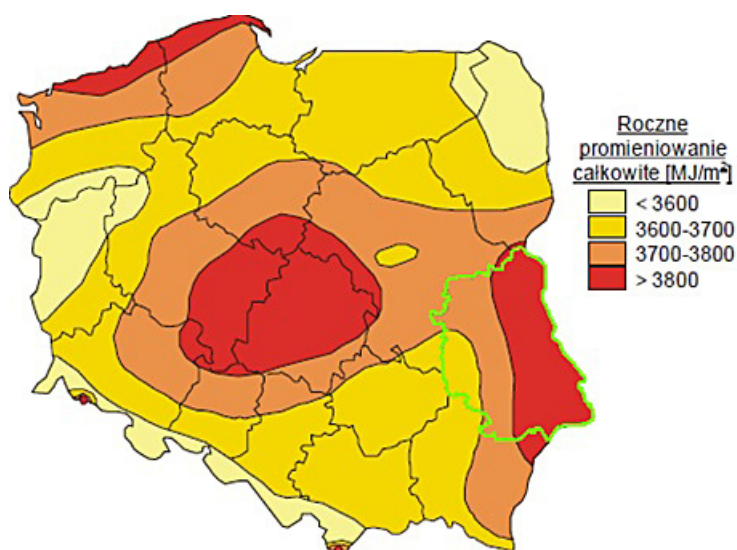 Roczne
promieniowanie
całkowite [MJ/m²]
< 3600
3600-3700
3700-3800
> 3800